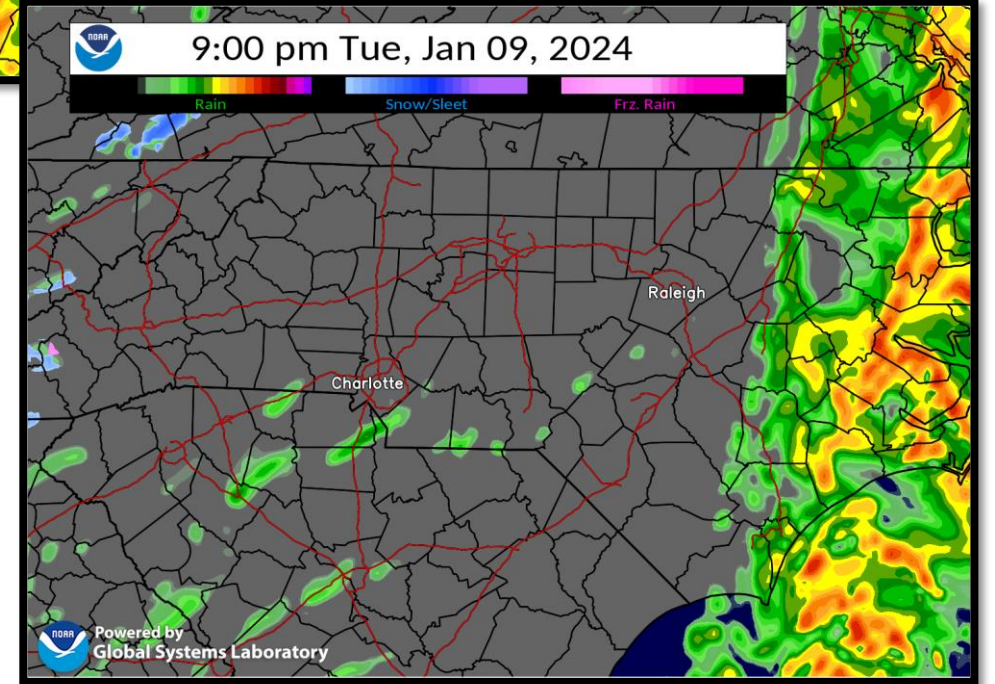 NOAA
9:00 pm Tue, Jan 09, 2024
Rain
Snow/Sleet
Frz. Rain
Raleigh
Charlotte
NOAA
Powered by
Global Systems Laboratory